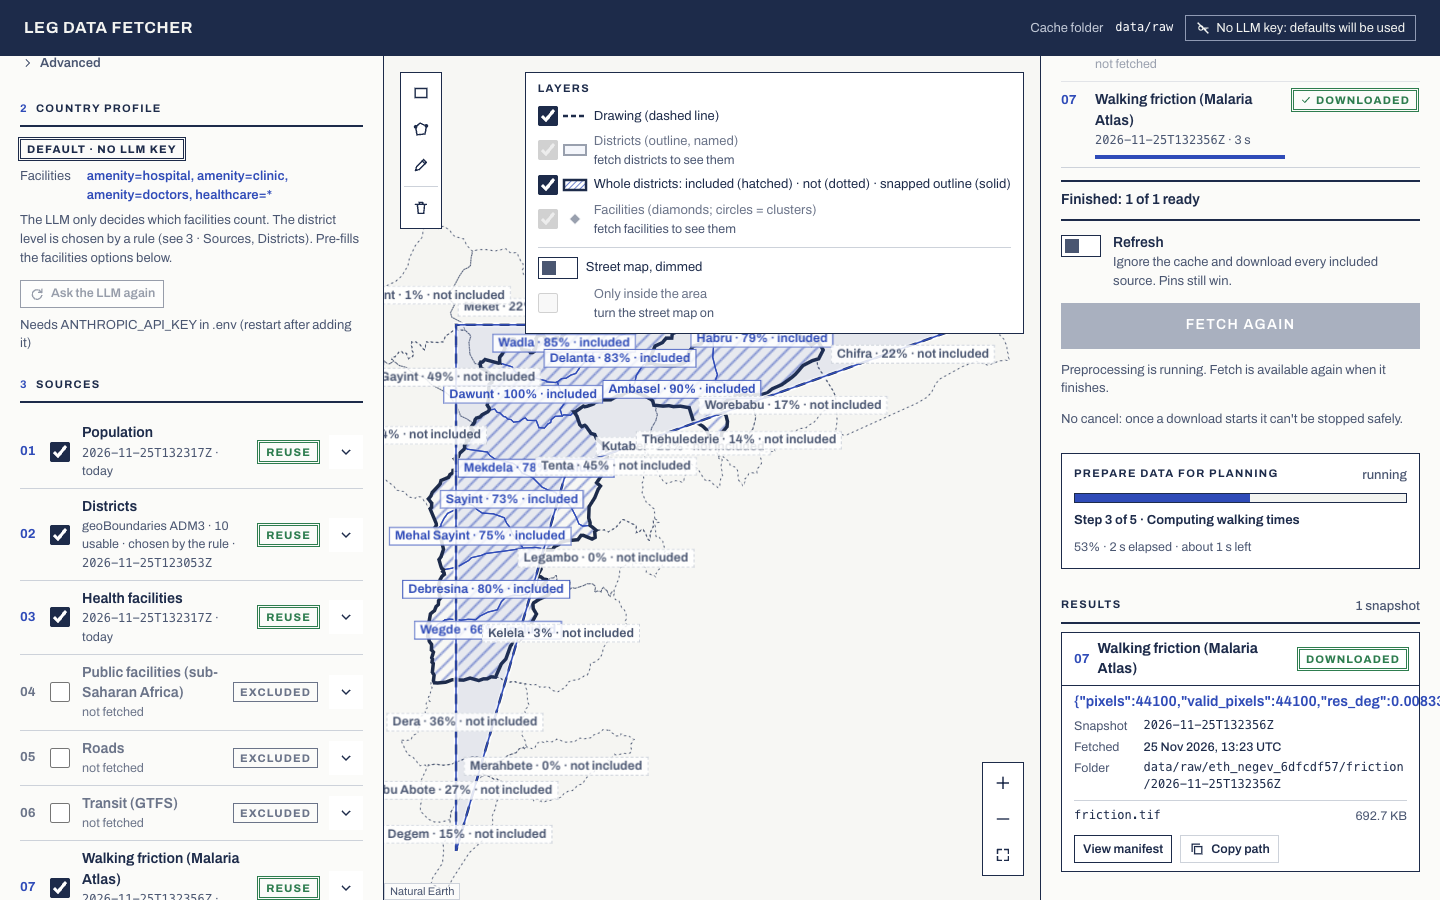 LEG DATA FETCHER
Cache folder data/raw
No LLM key: defaults will be used
Advanced
2 COUNTRY PROFILE
DEFAULT · NO LLM KEY
Facilities amenity=hospital, amenity=clinic,
amenity=doctors, healthcare=*
The LLM only decides which facilities count. The district
level is chosen by a rule (see 3 · Sources, Districts). Pre-fills
the facilities options below.
Ask the LLM again
Needs ANTHROPIC_API_KEY in .env (restart after adding
it)
3 SOURCES
01 Population
2026-11-25T132317Z ·
today
REUSE
02 Districts
geoBoundaries ADM3 · 10
usable · chosen by the rule ·
2026-11-25T123053Z
REUSE
03 Health facilities
2026-11-25T132317Z ·
today
REUSE
04 Public facilities (sub-
Saharan Africa)
not fetched
EXCLUDED
05 Roads
not fetched
EXCLUDED
06 Transit (GTFS)
not fetched
EXCLUDED
07 Walking friction (Malaria
Atlas)
2026-11-25T132356Z ·
REUSE
LAYERS
Drawing (dashed line)
Districts (outline, named)
fetch districts to see them
Whole districts: included (hatched) · not (dotted) · snapped outline (solid)
Facilities (diamonds; circles = clusters)
fetch facilities to see them
Street map, dimmed
Only inside the area
turn the street map on
nt · 1% · not included
Meket · 22
Wadla · 85% · included
Habru · 79% · included
Delanta · 83% · included
Chifra · 22% · not included
Sayint · 49% · not included
Dawunt · 100% · included
Ambasel · 90% · included
Worebabu · 17% · not included
4% · not included
Kutab
Thehulederie · 14% · not included
Mekdela · 78
Tenta · 45% · not included
Sayint · 73% · included
Mehal Sayint · 75% · included
Legambo · 0% · not included
Debresina · 80% · included
Wegde · 66
Kelela · 3% · not included
Dera · 36% · not included
Merahbete · 0% · not included
bu Abote · 27% · not included
Degem · 15% · not included
Natural Earth
not fetched
07 Walking friction (Malaria
Atlas)
2026-11-25T132356Z · 3 s
DOWNLOADED
Finished: 1 of 1 ready
Refresh
Ignore the cache and download every included
source. Pins still win.
FETCH AGAIN
Preprocessing is running. Fetch is available again when it
finishes.
No cancel: once a download starts it can't be stopped safely.
PREPARE DATA FOR PLANNING running
Step 3 of 5 · Computing walking times
53% · 2 s elapsed · about 1 s left
RESULTS 1 snapshot
07 Walking friction (Malaria
Atlas)
DOWNLOADED
{"pixels":44100,"valid_pixels":44100,"res_deg":0.0083
Snapshot 2026-11-25T132356Z
Fetched 25 Nov 2026, 13:23 UTC
Folder data/raw/eth_negev_6dfcdf57/friction
/2026-11-25T132356Z
friction.tif 692.7 KB
View manifest
Copy path